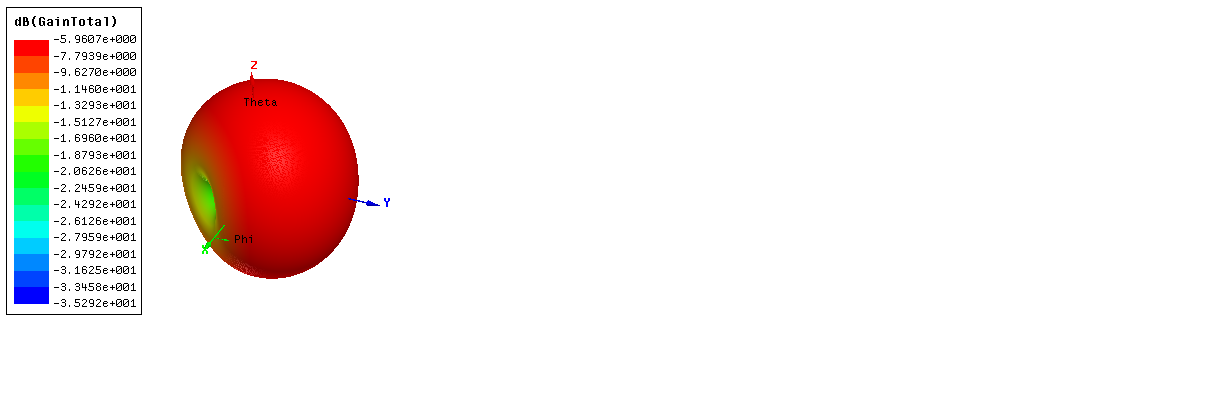 dB(GainTotal)
-5.9607e+000
-7.7939e+000
-9.6270e+000
-1.1460e+001
-1.3293e+001
-1.5127e+001
-1.6960e+001
-1.8793e+001
-2.0626e+001
-2.2459e+001
-2.4292e+001
-2.6126e+001
-2.7959e+001
-2.9792e+001
-3.1625e+001
-3.3458e+001
-3.5292e+001
Z
Theta
Y
Phi
X